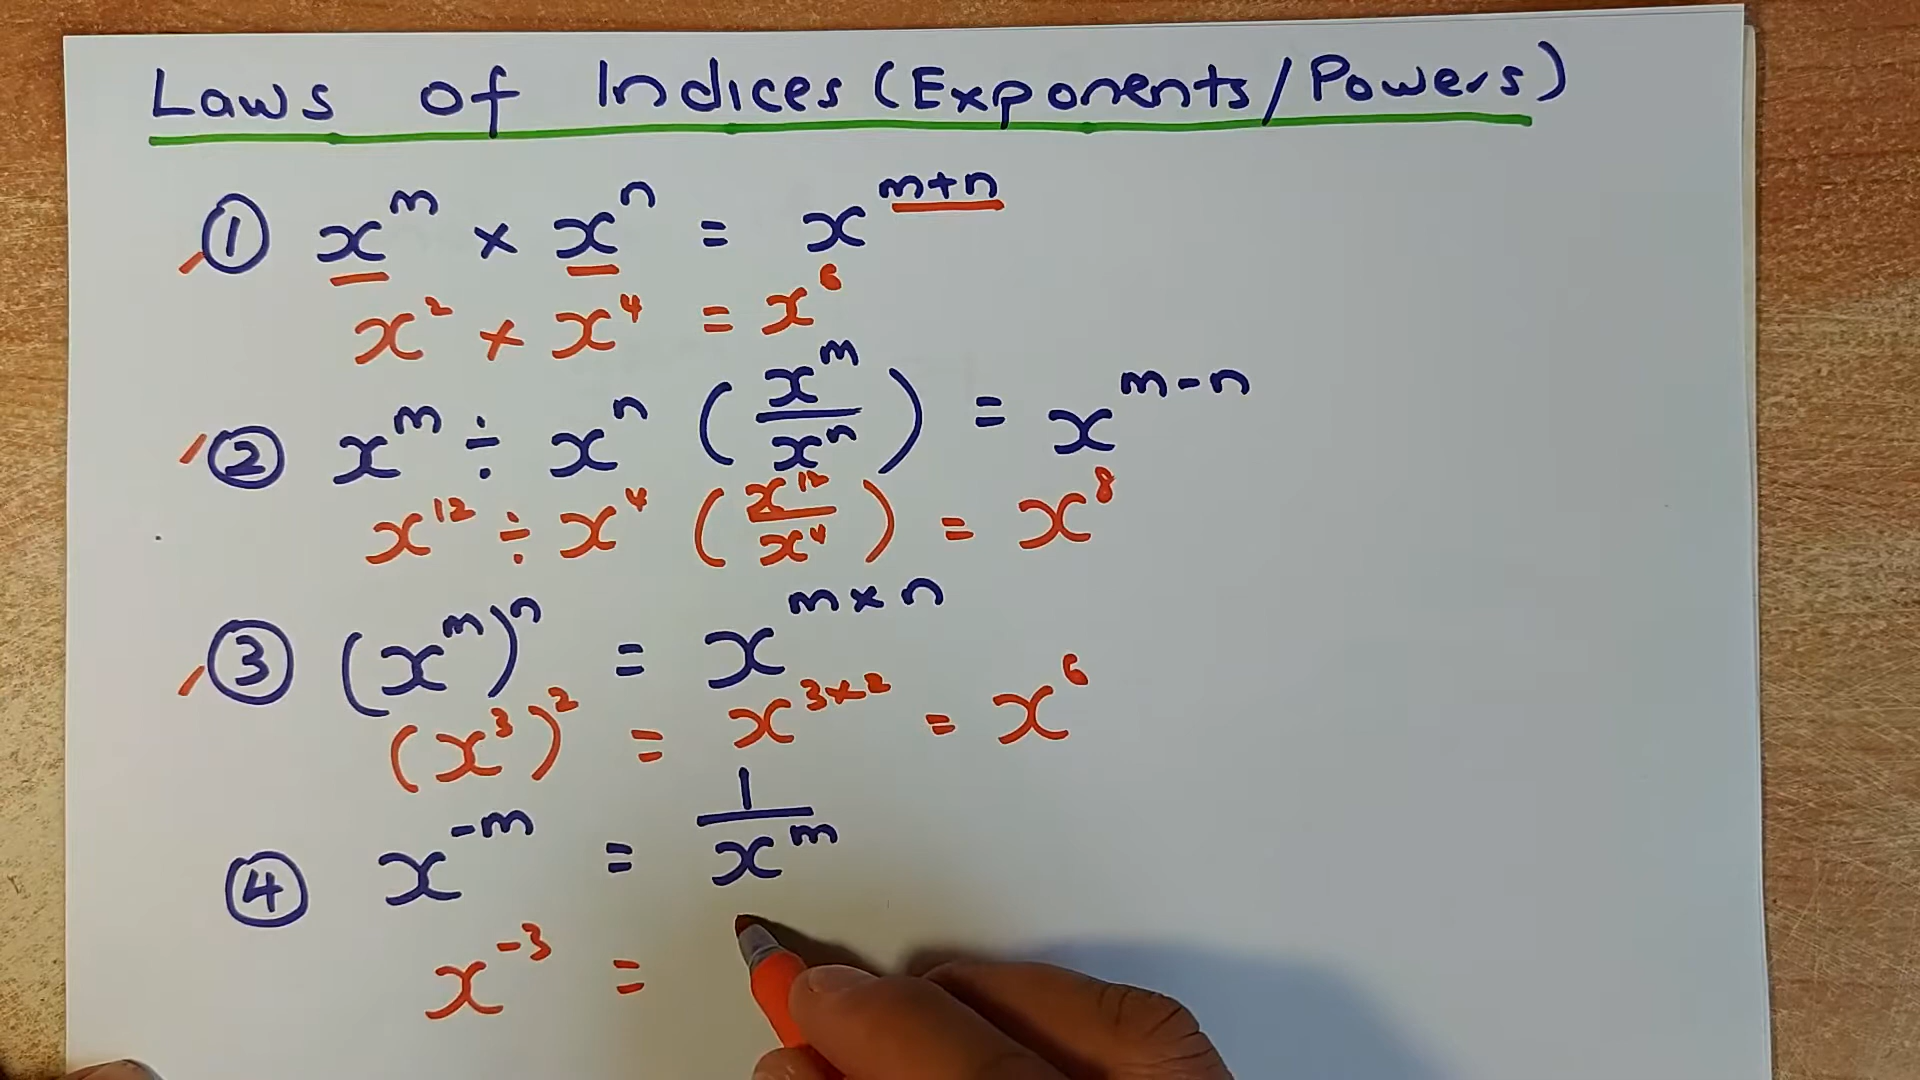 Laws of Indices (Exponents/Powers)
① x^m × x^n = x^(m+n)
x^2 × x^4 = x^6
② x^m ÷ x^n (x^m/x^n) = x^(m-n)
x^12 ÷ x^4 (x^12/x^4) = x^8
③ (x^m)^n = x^(m×n)
(x^3)^2 = x^(3×2) = x^6
④ x^-m = 1/x^m
x^-3 =